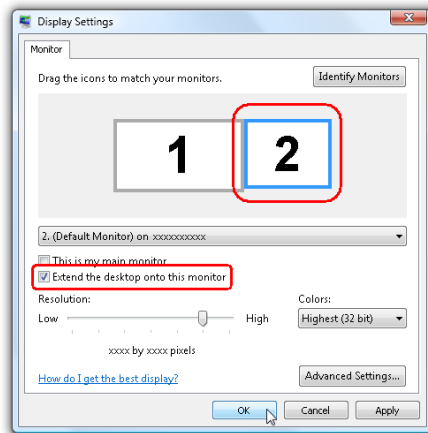 Display Settings
Monitor
Drag the icons to match your monitors.
Identify Monitors
1
2
2. (Default Monitor) on xxxxxxxxxx
This is my main monitor
Extend the desktop onto this monitor
Resolution:
Colors:
Low
High
Highest (32 bit)
xxxx by xxxx pixels
How do I get the best display?
Advanced Settings...
OK
Cancel
Apply